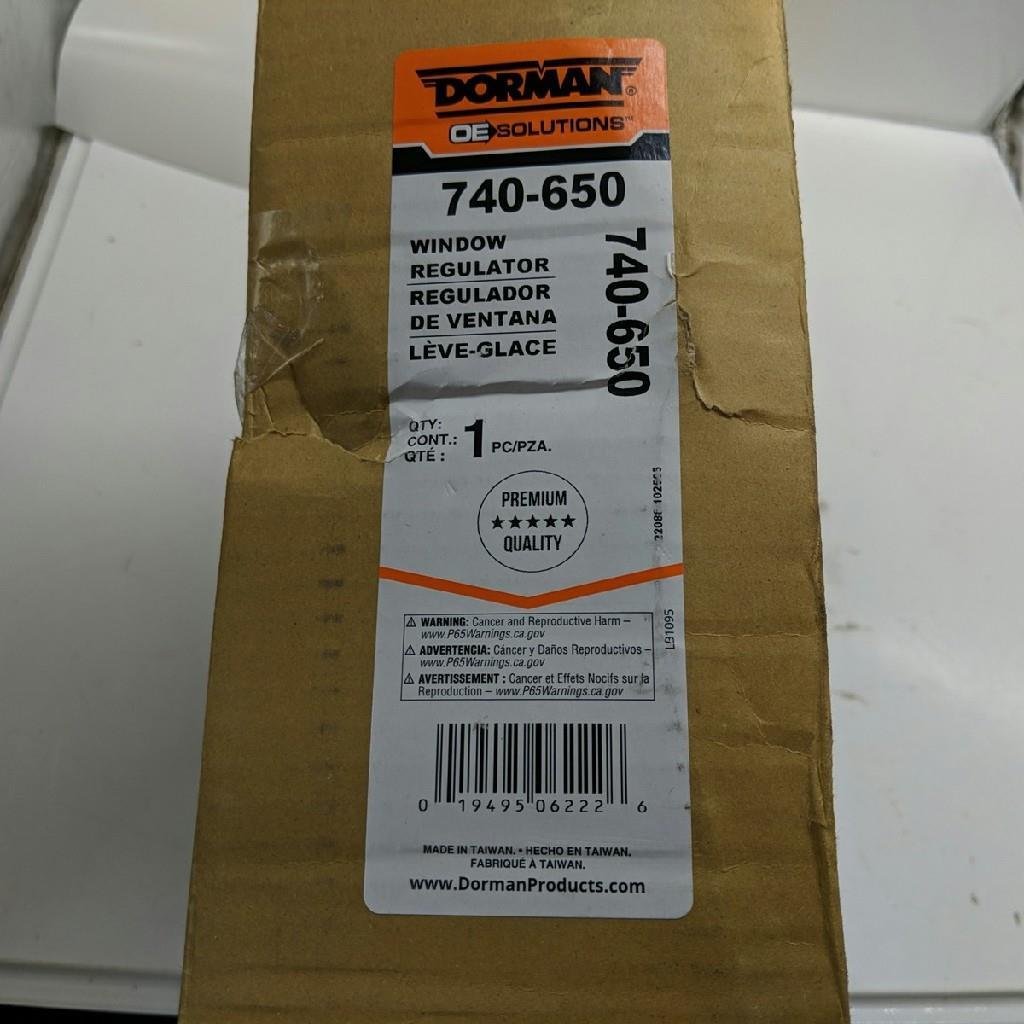 DORMAN®
OE SOLUTIONS™
740-650
WINDOW
REGULATOR
REGULADOR
DE VENTANA
LÈVE-GLACE
740-650
QTY:
CONT.: 1 PC/PZA.
QTÉ :
PREMIUM
★★★★★
QUALITY
⚠ WARNING: Cancer and Reproductive Harm –
www.P65Warnings.ca.gov
⚠ ADVERTENCIA: Cáncer y Daños Reproductivos –
www.P65Warnings.ca.gov
⚠ AVERTISSEMENT : Cancer et Effets Nocifs sur la
Reproduction – www.P65Warnings.ca.gov
LB1095
0 19495 06222 6
MADE IN TAIWAN. • HECHO EN TAIWAN.
FABRIQUÉ À TAIWAN.
www.DormanProducts.com